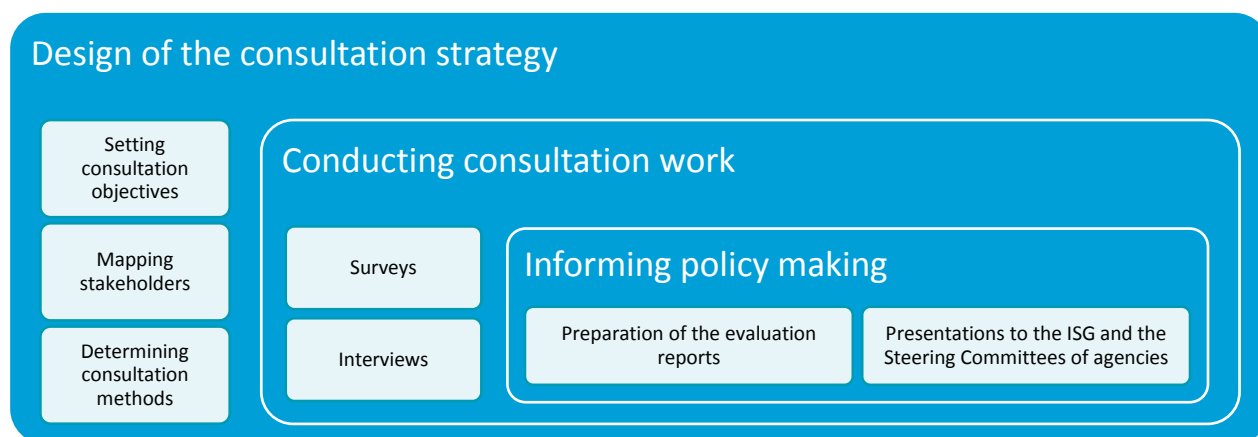 Design of the consultation strategy
Setting
consultation
objectives
Mapping
stakeholders
Determining
consultation
methods
Conducting consultation work
Surveys
Interviews
Informing policy making
Preparation of the evaluation
reports
Presentations to the ISG and the
Steering Committees of agencies